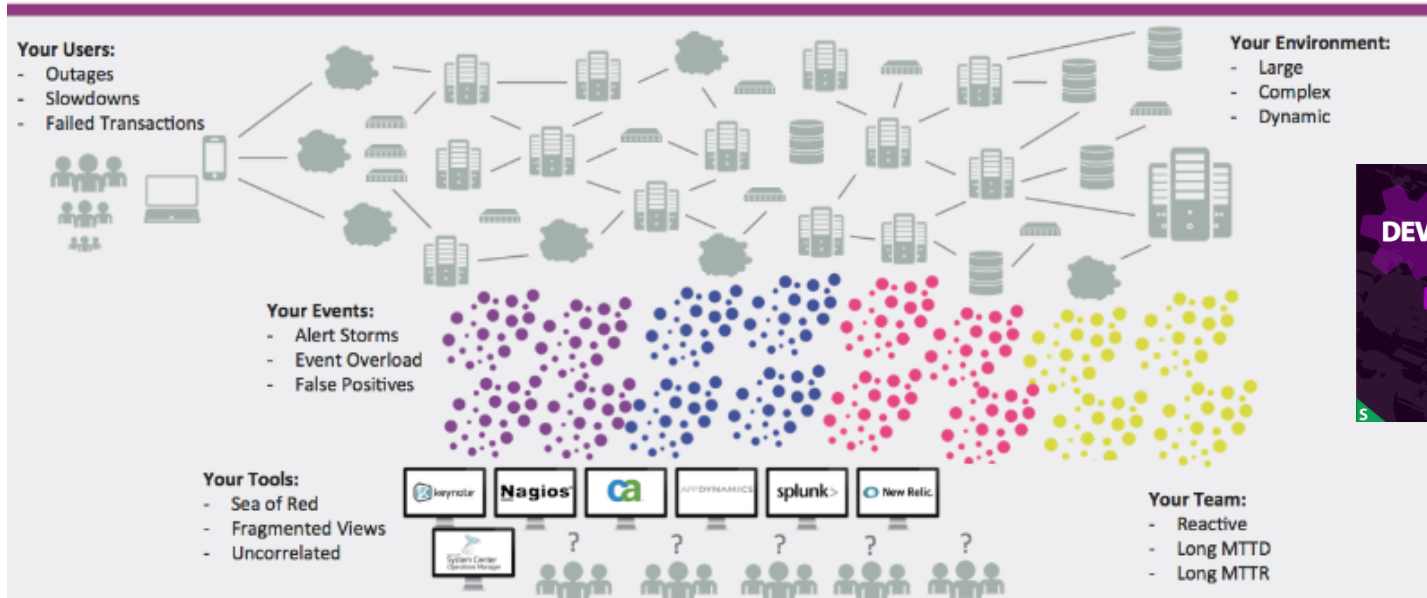 Your Users:
- Outages
- Slowdowns
- Failed Transactions
Your Environment:
- Large
- Complex
- Dynamic
DEV
Your Events:
- Alert Storms
- Event Overload
- False Positives
S
Your Tools:
- Sea of Red
- Fragmented Views
- Uncorrelated
keynote
Nagios®
ca
APPDYNAMICS
splunk>
New Relic.
System Center
Operations Manager
? ? ? ? ?
Your Team:
- Reactive
- Long MTTD
- Long MTTR